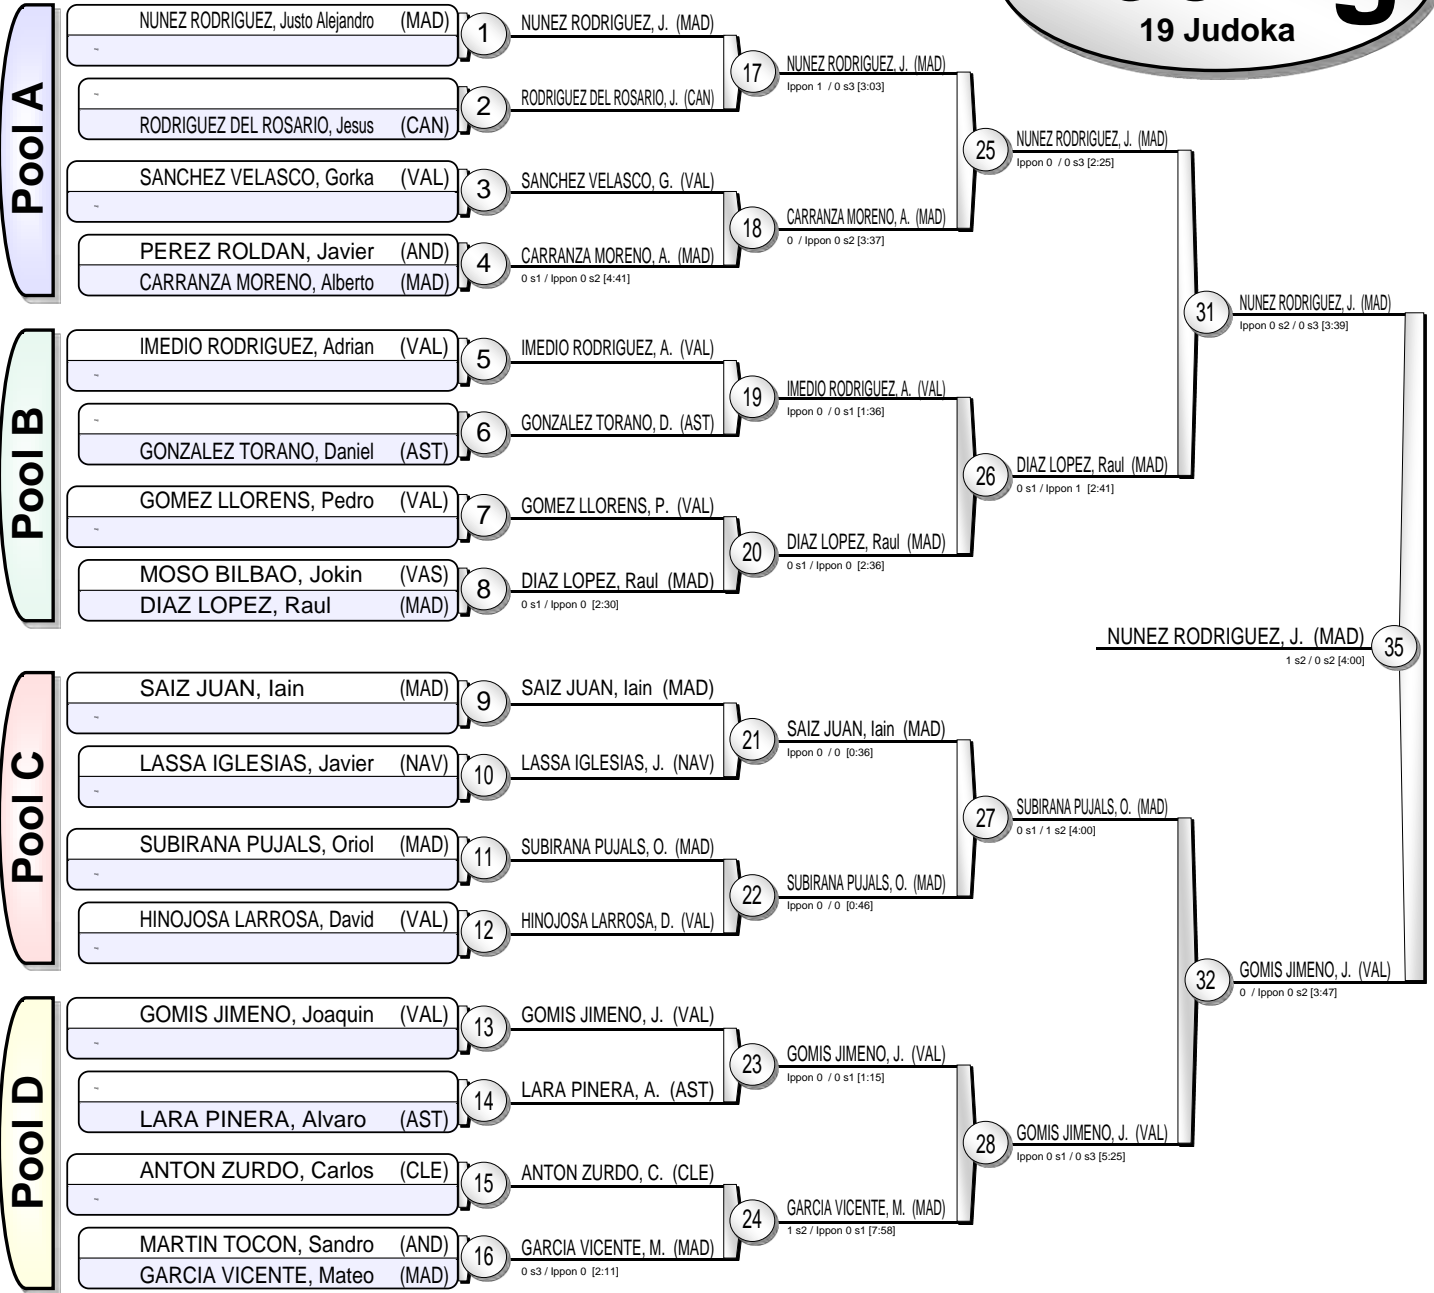 19 Judoka
Pool A
NUNEZ RODRIGUEZ, Justo Alejandro (MAD)
-
1
NUNEZ RODRIGUEZ, J. (MAD)
-
RODRIGUEZ DEL ROSARIO, Jesus (CAN)
2
RODRIGUEZ DEL ROSARIO, J. (CAN)
17
NUNEZ RODRIGUEZ, J. (MAD)
Ippon 1 / 0 s3 [3:03]
SANCHEZ VELASCO, Gorka (VAL)
-
3
SANCHEZ VELASCO, G. (VAL)
PEREZ ROLDAN, Javier (AND)
CARRANZA MORENO, Alberto (MAD)
4
CARRANZA MORENO, A. (MAD)
0 s1 / Ippon 0 s2 [4:41]
18
CARRANZA MORENO, A. (MAD)
0 / Ippon 0 s2 [3:37]
25
NUNEZ RODRIGUEZ, J. (MAD)
Ippon 0 / 0 s3 [2:25]
Pool B
IMEDIO RODRIGUEZ, Adrian (VAL)
-
5
IMEDIO RODRIGUEZ, A. (VAL)
-
GONZALEZ TORANO, Daniel (AST)
6
GONZALEZ TORANO, D. (AST)
19
IMEDIO RODRIGUEZ, A. (VAL)
Ippon 0 / 0 s1 [1:36]
GOMEZ LLORENS, Pedro (VAL)
-
7
GOMEZ LLORENS, P. (VAL)
MOSO BILBAO, Jokin (VAS)
DIAZ LOPEZ, Raul (MAD)
8
DIAZ LOPEZ, Raul (MAD)
0 s1 / Ippon 0 [2:30]
20
DIAZ LOPEZ, Raul (MAD)
0 s1 / Ippon 0 [2:36]
26
DIAZ LOPEZ, Raul (MAD)
0 s1 / Ippon 1 [2:41]
31
NUNEZ RODRIGUEZ, J. (MAD)
Ippon 0 s2 / 0 s3 [3:39]
NUNEZ RODRIGUEZ, J. (MAD)
1 s2 / 0 s2 [4:00]
35
Pool C
SAIZ JUAN, Iain (MAD)
-
9
SAIZ JUAN, Iain (MAD)
LASSA IGLESIAS, Javier (NAV)
-
10
LASSA IGLESIAS, J. (NAV)
21
SAIZ JUAN, Iain (MAD)
Ippon 0 / 0 [0:36]
SUBIRANA PUJALS, Oriol (MAD)
-
11
SUBIRANA PUJALS, O. (MAD)
HINOJOSA LARROSA, David (VAL)
-
12
HINOJOSA LARROSA, D. (VAL)
22
SUBIRANA PUJALS, O. (MAD)
Ippon 0 / 0 [0:46]
27
SUBIRANA PUJALS, O. (MAD)
0 s1 / 1 s2 [4:00]
Pool D
GOMIS JIMENO, Joaquin (VAL)
-
13
GOMIS JIMENO, J. (VAL)
-
LARA PINERA, Alvaro (AST)
14
LARA PINERA, A. (AST)
23
GOMIS JIMENO, J. (VAL)
Ippon 0 / 0 s1 [1:15]
ANTON ZURDO, Carlos (CLE)
-
15
ANTON ZURDO, C. (CLE)
MARTIN TOCON, Sandro (AND)
GARCIA VICENTE, Mateo (MAD)
16
GARCIA VICENTE, M. (MAD)
0 s3 / Ippon 0 [2:11]
24
GARCIA VICENTE, M. (MAD)
1 s2 / Ippon 0 s1 [7:58]
28
GOMIS JIMENO, J. (VAL)
Ippon 0 s1 / 0 s3 [5:25]
32
GOMIS JIMENO, J. (VAL)
0 / Ippon 0 s2 [3:47]